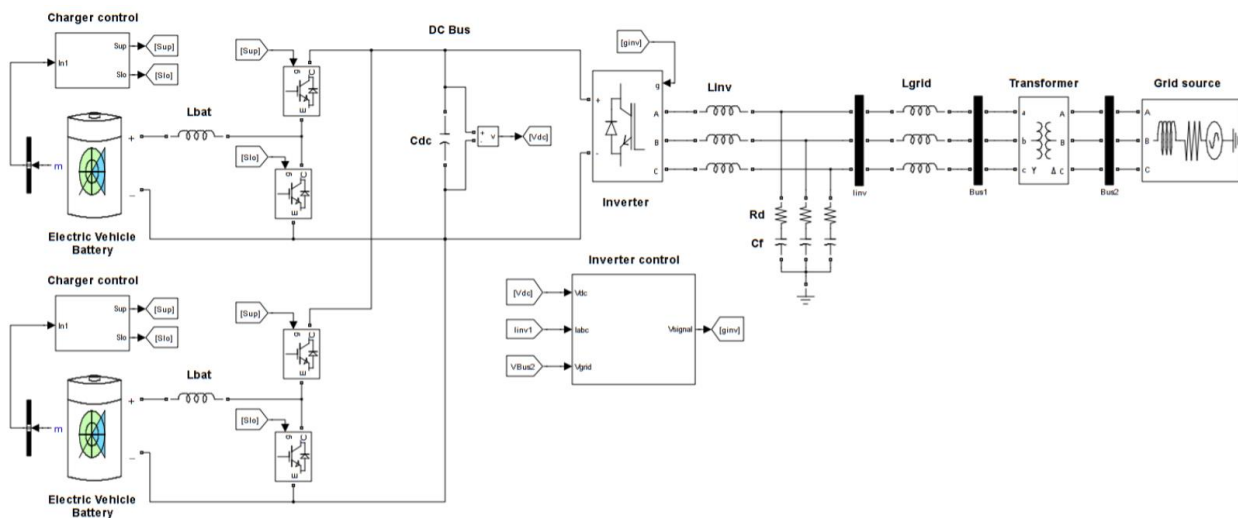 Charger control
In1
Sup
Slo
[Sup]
[Slo]
m
+
_
Electric Vehicle
Battery
Lbat
[Sup]
g
C
E
[Slo]
g
C
E
DC Bus
Cdc
+
-
v
[Vdc]
[ginv]
g
+
-
A
B
C
Inverter
Linv
Rd
Cf
Iinv
Lgrid
Bus1
Transformer
a
b
c
Y
Δ
A
B
C
Bus2
Grid source
A
B
C
Charger control
In1
Sup
Slo
[Sup]
[Slo]
m
+
_
Electric Vehicle
Battery
Lbat
[Sup]
g
C
E
[Slo]
g
C
E
Inverter control
[Vdc]
Iinv1
VBus2
Vdc
Iabc
Vgrid
Vsignal
[ginv]